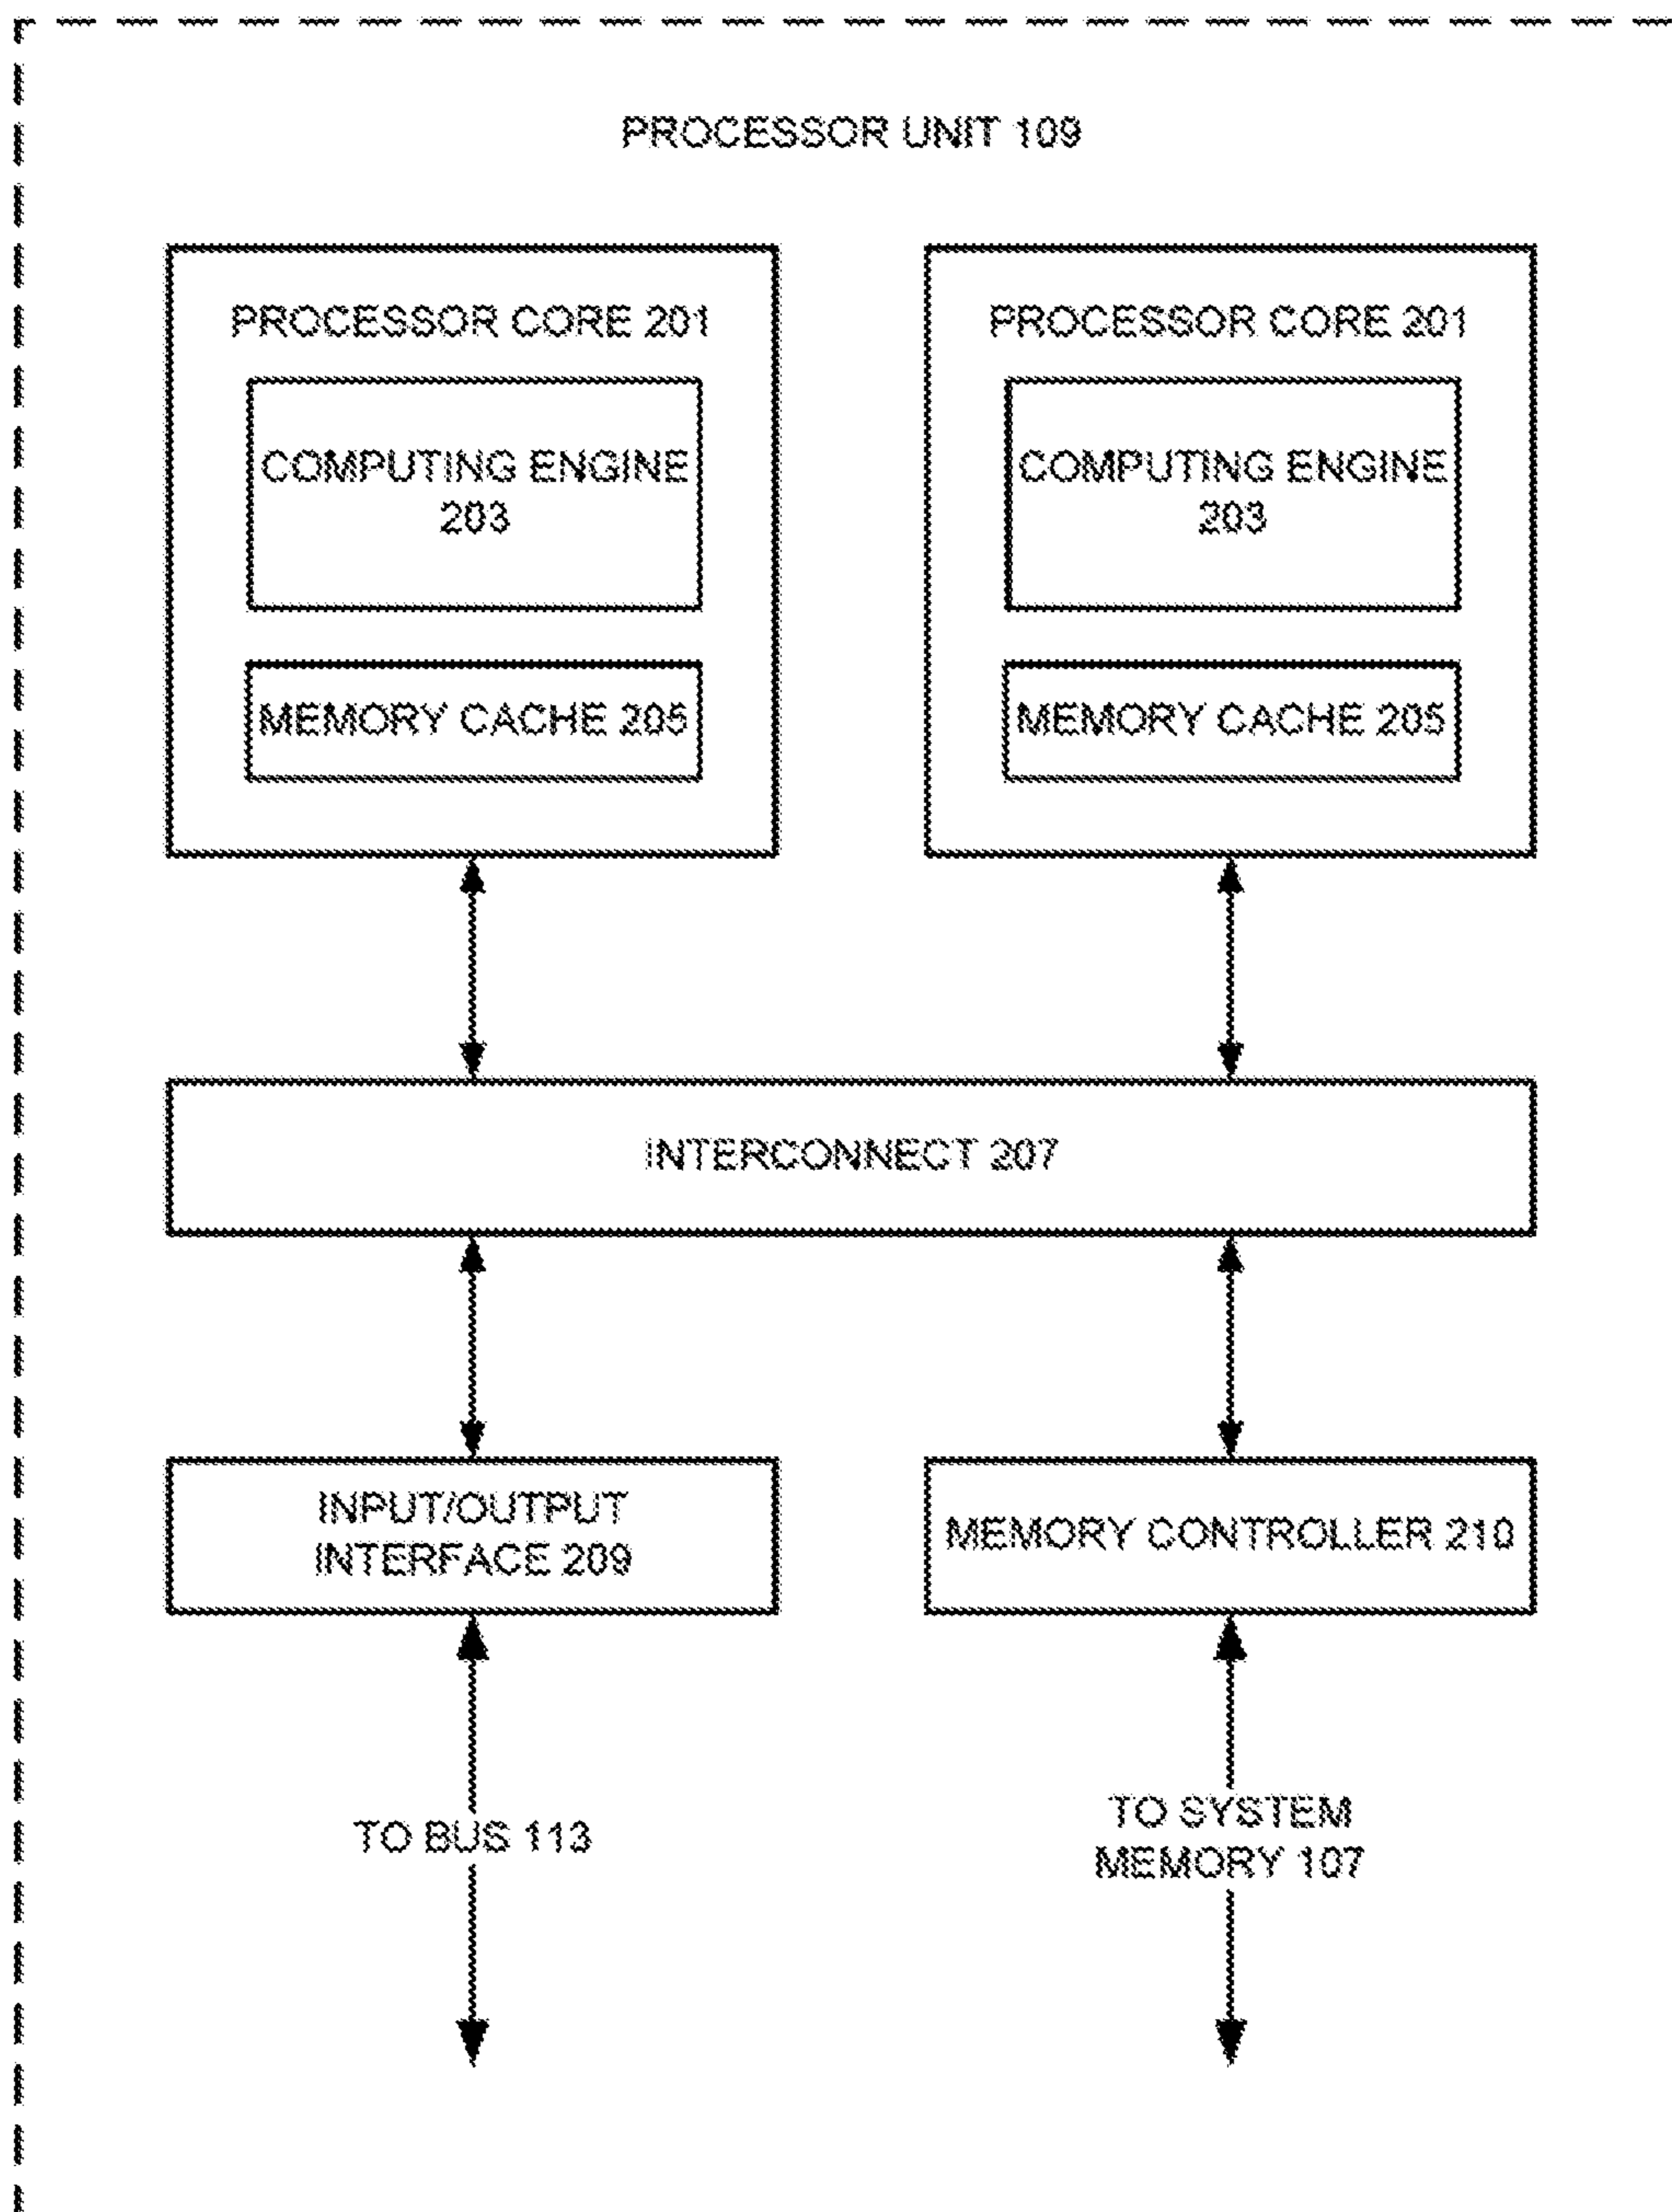 PROCESSOR UNIT 109
PROCESSOR CORE 201
COMPUTING ENGINE
203
MEMORY CACHE 205
PROCESSOR CORE 201
COMPUTING ENGINE
203
MEMORY CACHE 205
INTERCONNECT 207
INPUT/OUTPUT
INTERFACE 209
MEMORY CONTROLLER 210
TO BUS 113
TO SYSTEM
MEMORY 107